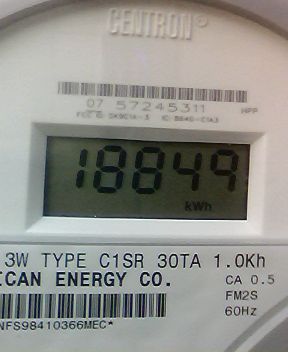 CENTRON®
07 57245311 HPP
18849
kWh
3W TYPE C1SR 30TA 1.0Kh
ICAN ENERGY CO. CA 0.5
FM2S
NFS98410366MEC* 60Hz